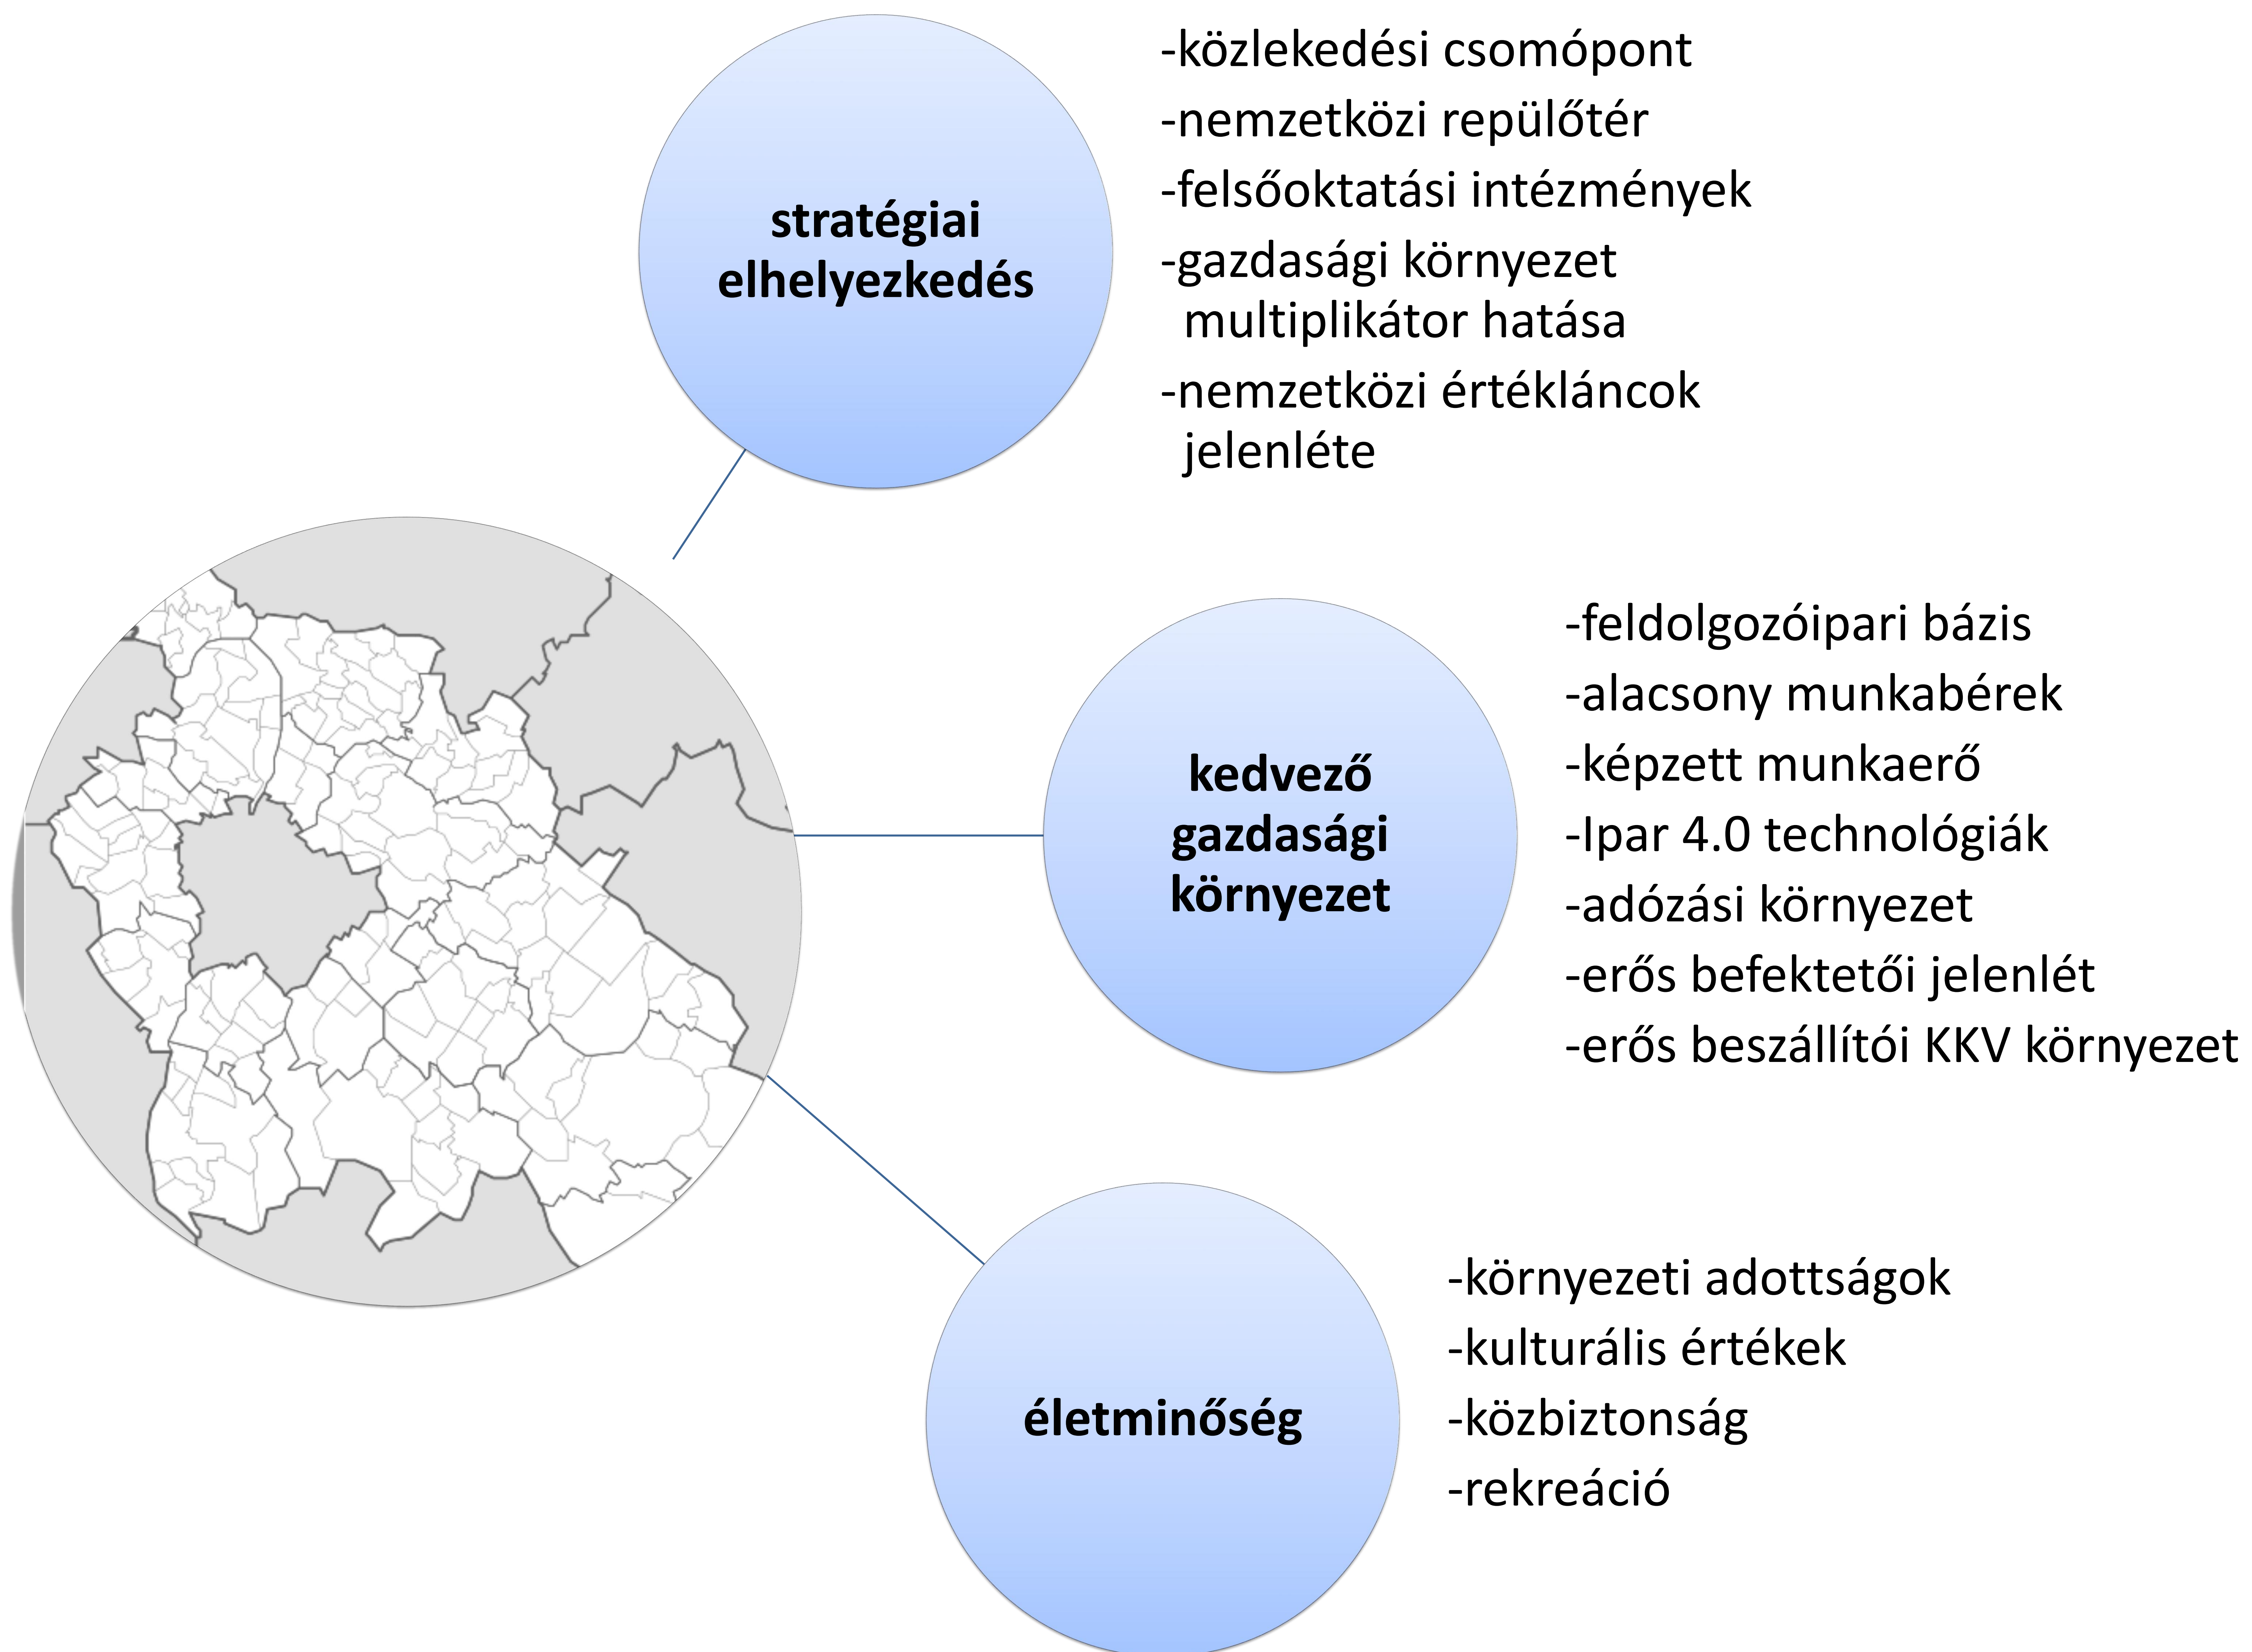 stratégiai
elhelyezkedés
-közlekedési csomópont
-nemzetközi repülőtér
-felsőoktatási intézmények
-gazdasági környezet
multiplikátor hatása
-nemzetközi értékláncok
jelenléte
kedvező
gazdasági
környezet
-feldolgozóipari bázis
-alacsony munkabérek
-képzett munkaerő
-Ipar 4.0 technológiák
-adózási környezet
-erős befektetői jelenlét
-erős beszállítói KKV környezet
életminőség
-környezeti adottságok
-kulturális értékek
-közbiztonság
-rekreáció